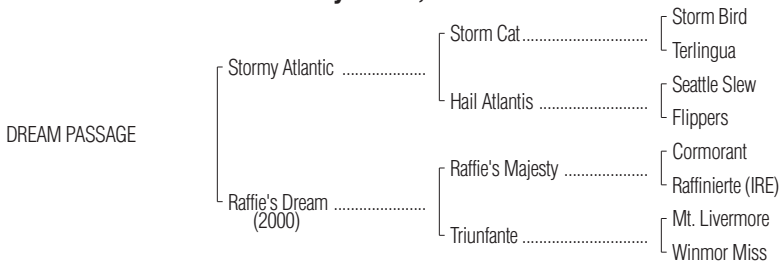 Storm Bird
Storm Cat..............................
Terlingua
Stormy Atlantic ....................
Seattle Slew
Hail Atlantis ..........................
Flippers
DREAM PASSAGE
Cormorant
Raffie's Majesty ....................
Raffinierte (IRE)
Raffie's Dream ......................
(2000)
Mt. Livermore
Triunfante ..............................
Winmor Miss